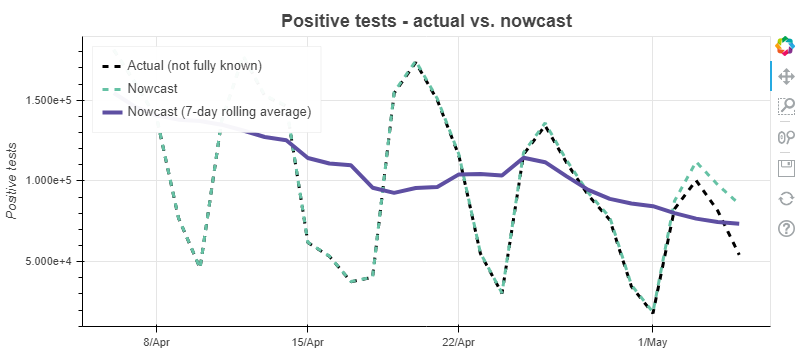 Positive tests - actual vs. nowcast
Actual (not fully known)
Nowcast
Nowcast (7-day rolling average)
Positive tests
1.500e+5
1.000e+5
5.000e+4
8/Apr
15/Apr
22/Apr
1/May